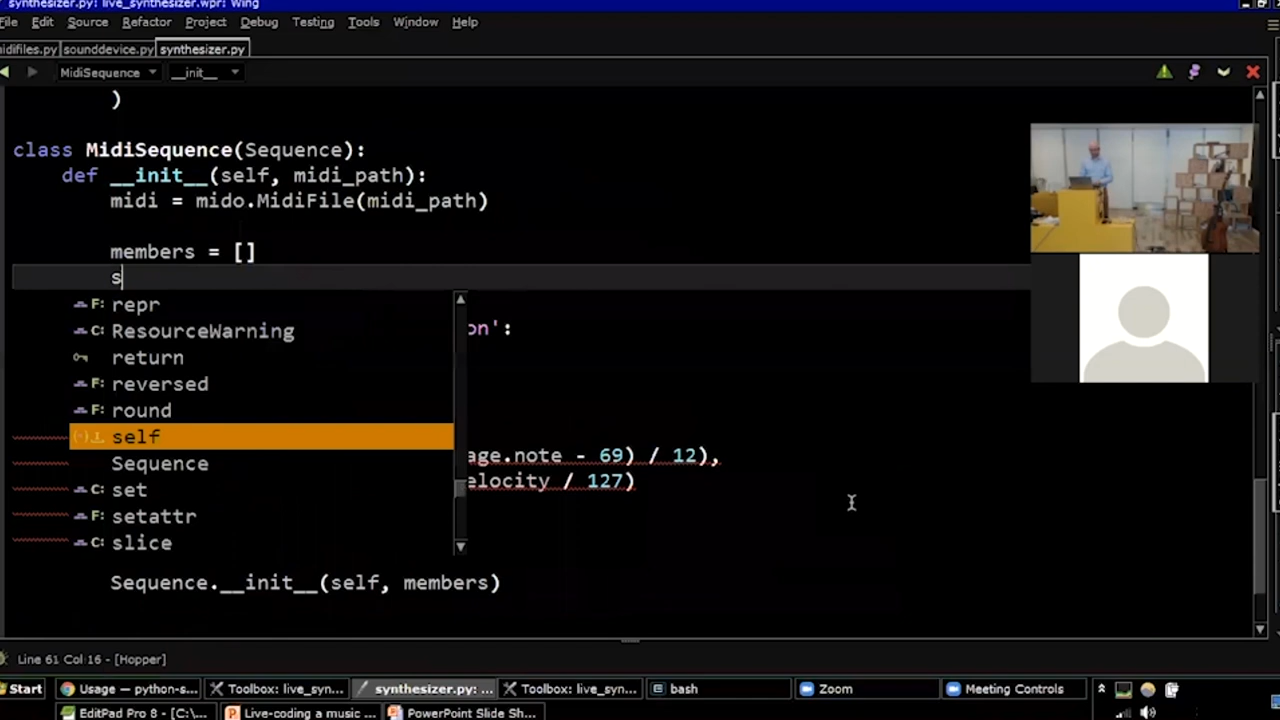 synthesizer.py: live_synthesizer.wpr: Wing
File Edit Source Refactor Project Debug Testing Tools Window Help
midifiles.py sounddevice.py synthesizer.py
MidiSequence __init__
)
class MidiSequence(Sequence):
def __init__(self, midi_path):
midi = mido.MidiFile(midi_path)
members = []
s
F: repr
C: ResourceWarning
on':
return
F: reversed
F: round
self
age.note - 69) / 12),
Sequence
elocity / 127)
C: set
F: setattr
C: slice
Sequence.__init__(self, members)
Line 61 Col 16 - [Hopper]
Start Usage — python-s... Toolbox: live_syn... synthesizer.py: ... Toolbox: live_syn... bash Zoom Meeting Controls
EditPad Pro 8 - [C:\... Live-coding a music ... PowerPoint Slide Sh...